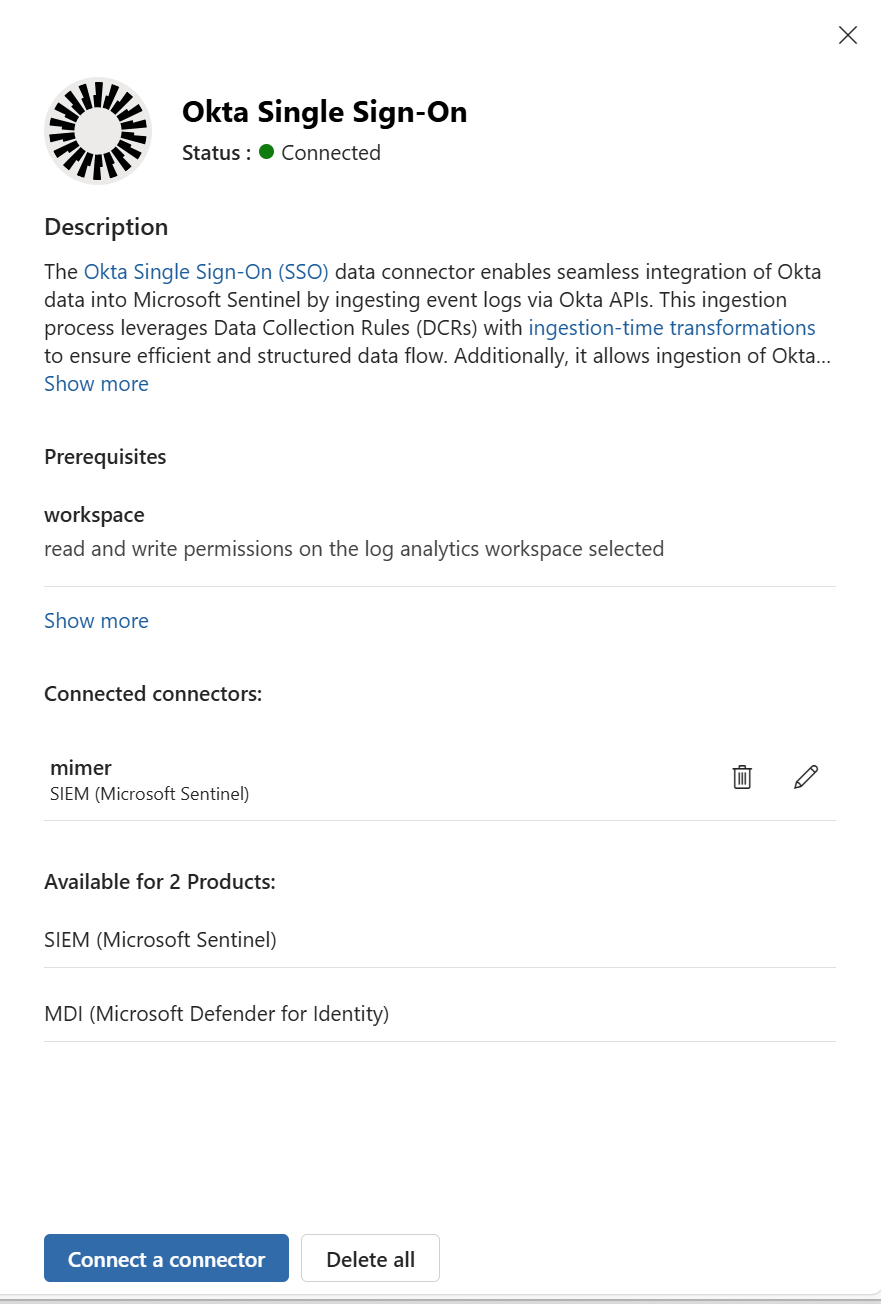 Okta Single Sign-On
Status : Connected
Description
The Okta Single Sign-On (SSO) data connector enables seamless integration of Okta
data into Microsoft Sentinel by ingesting event logs via Okta APIs. This ingestion
process leverages Data Collection Rules (DCRs) with ingestion-time transformations
to ensure efficient and structured data flow. Additionally, it allows ingestion of Okta...
Show more
Prerequisites
workspace
read and write permissions on the log analytics workspace selected
Show more
Connected connectors:
mimer
SIEM (Microsoft Sentinel)
Available for 2 Products:
SIEM (Microsoft Sentinel)
MDI (Microsoft Defender for Identity)
Connect a connector
Delete all